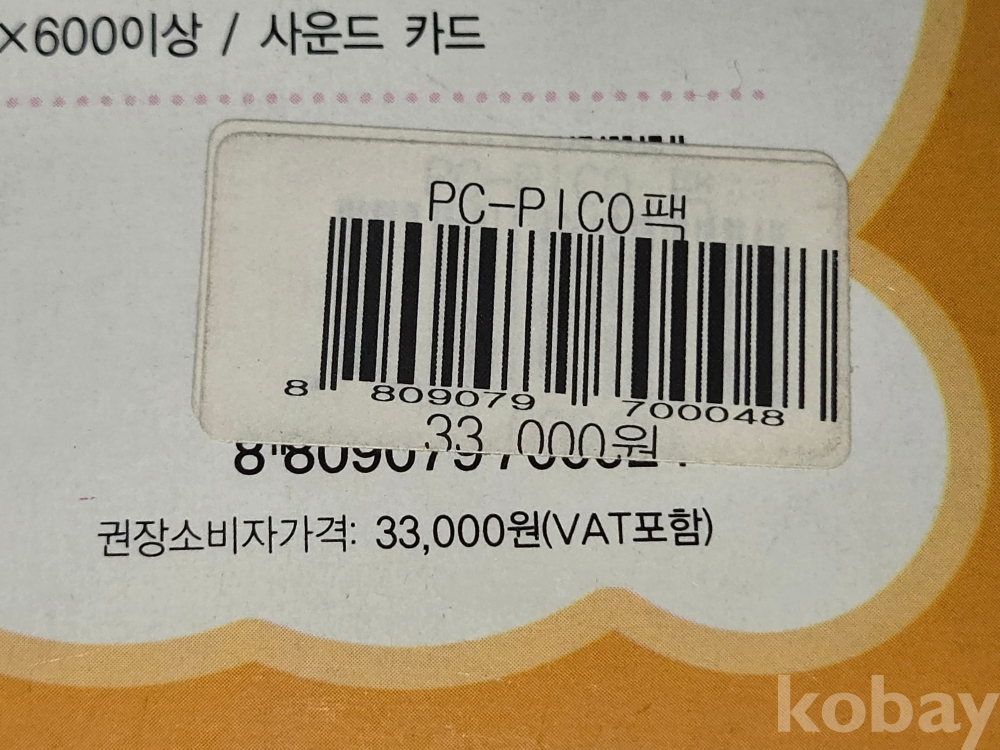 ×600이상 / 사운드 카드
PC-PICO팩
8 809079 700048
33,000원
권장소비자가격: 33,000원(VAT포함)
kobay